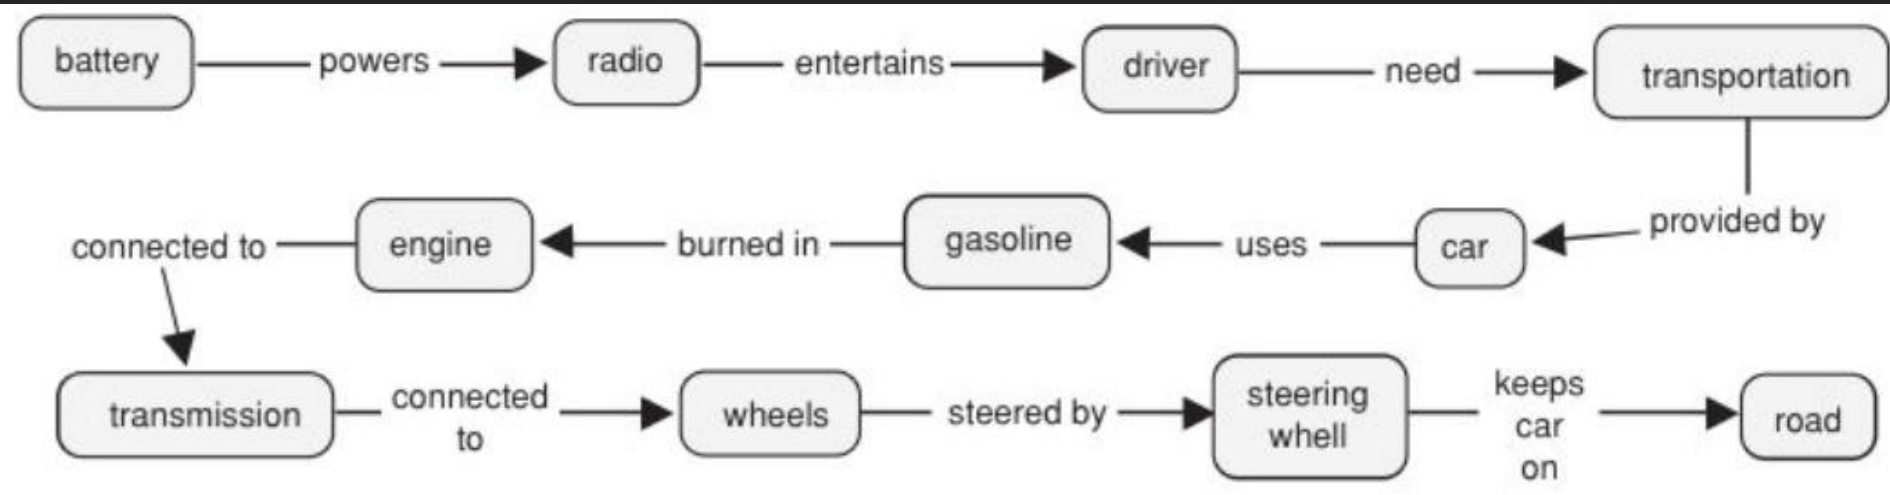 battery powers radio entertains driver need transportation
provided by
connected to engine burned in gasoline uses car
transmission connected
to wheels steered by steering
whell keeps
car
on road